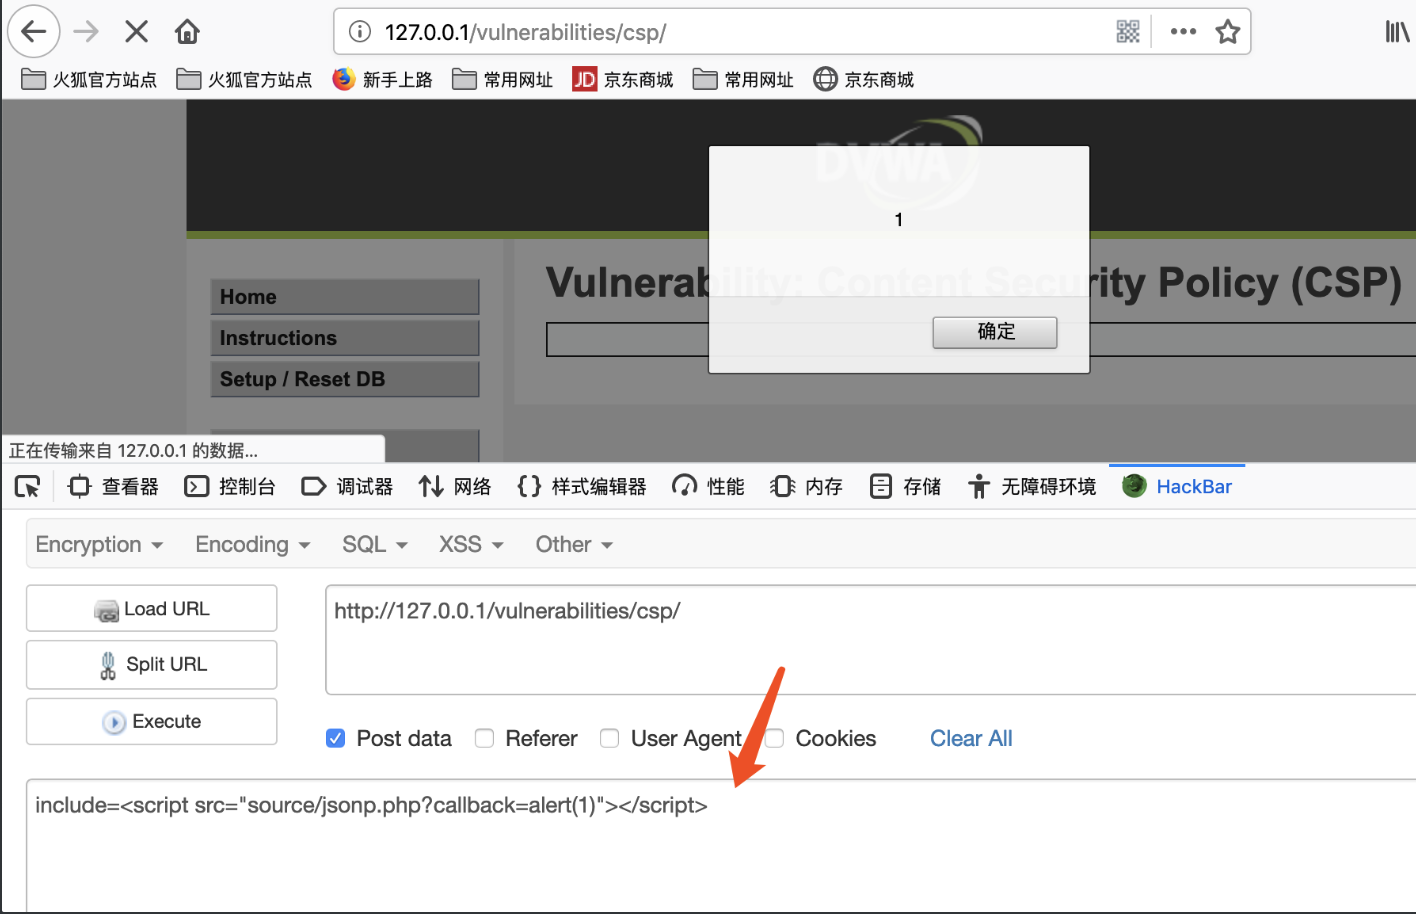 127.0.0.1/vulnerabilities/csp/
火狐官方站点 火狐官方站点 新手上路 常用网址 JD 京东商城 常用网址 京东商城
DVWA
1
Vulnerability: Content Security Policy (CSP)
确定
Home
Instructions
Setup / Reset DB
正在传输来自 127.0.0.1 的数据...
查看器 控制台 调试器 网络 样式编辑器 性能 内存 存储 无障碍环境 HackBar
Encryption Encoding SQL XSS Other
Load URL
http://127.0.0.1/vulnerabilities/csp/
Split URL
Execute
Post data Referer User Agent Cookies Clear All
include=<script src="source/jsonp.php?callback=alert(1)"></script>